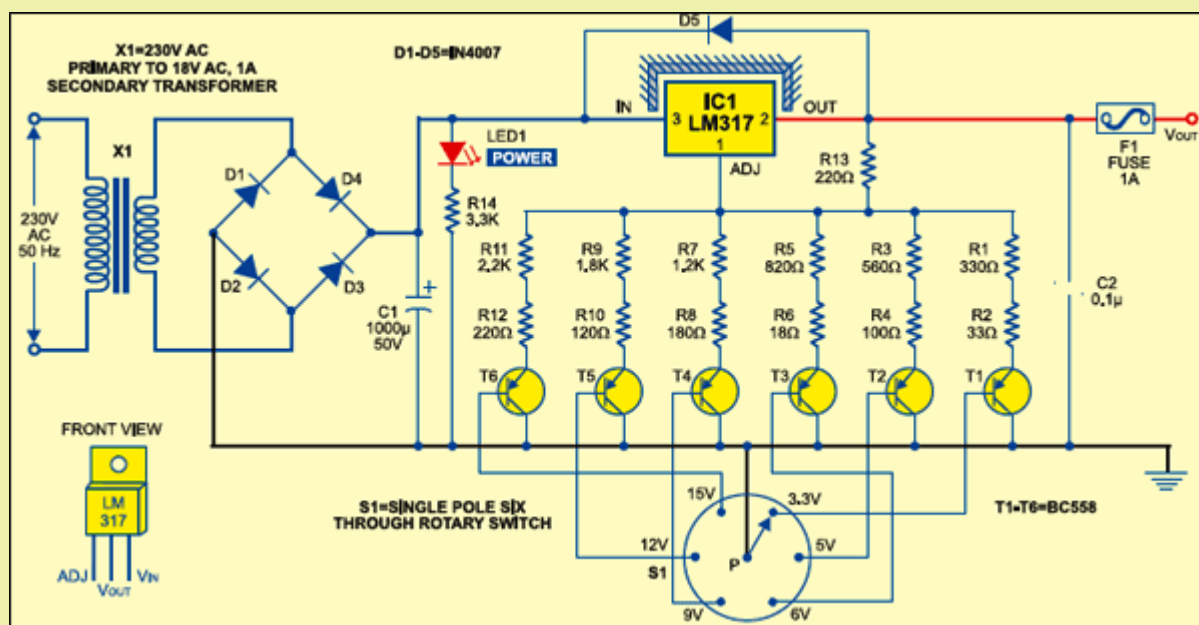 X1=230V AC
PRIMARY TO 18V AC, 1A
SECONDARY TRANSFORMER
D1-D5=IN4007
D5
IN
IC1
LM317
3
2
1
OUT
ADJ
VOUT
F1
FUSE
1A
LED1
POWER
R14
3.3K
R13
220Ω
X1
230V
AC
50 Hz
D1
D4
D2
D3
C1
1000µ
50V
+
R11
2.2K
R9
1.8K
R7
1.2K
R5
820Ω
R3
560Ω
R1
330Ω
R12
220Ω
R10
120Ω
R8
180Ω
R6
18Ω
R4
100Ω
R2
33Ω
C2
0.1µ
T6
T5
T4
T3
T2
T1
FRONT VIEW
LM
317
ADJ
VOUT
VIN
S1=SINGLE POLE SIX
THROUGH ROTARY SWITCH
15V
3.3V
12V
5V
S1
P
9V
6V
T1-T6=BC558